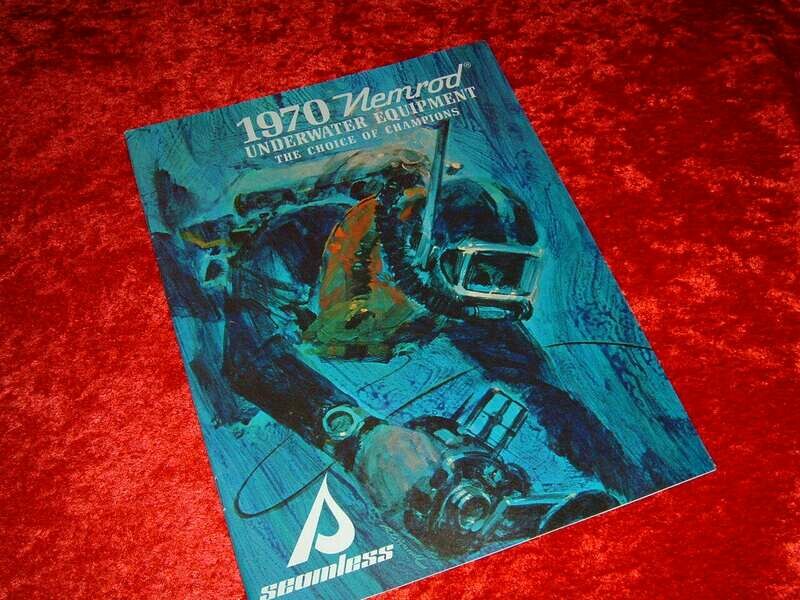 1970 Nemrod®
UNDERWATER EQUIPMENT
THE CHOICE OF CHAMPIONS
seamless